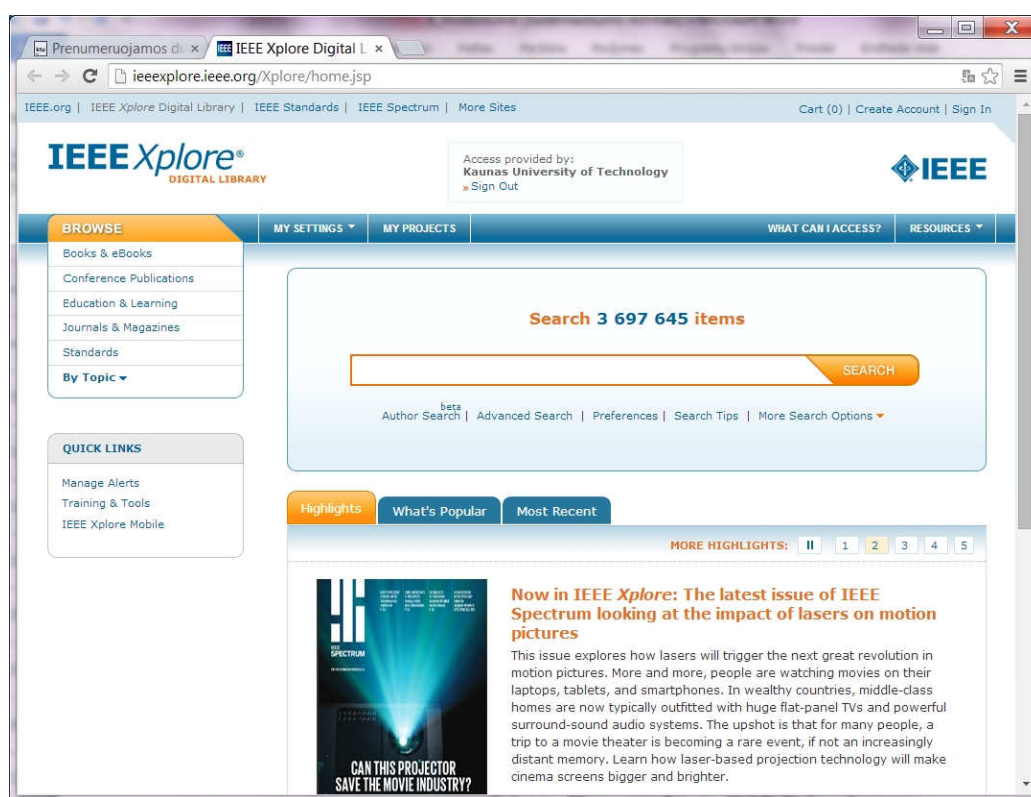 Prenumeruojamos d
IEEE Xplore Digital L
ieeexplore.ieee.org/Xplore/home.jsp
IEEE.org | IEEE Xplore Digital Library | IEEE Standards | IEEE Spectrum | More Sites
Cart (0) | Create Account | Sign In
IEEE Xplore®
DIGITAL LIBRARY
Access provided by:
Kaunas University of Technology
» Sign Out
IEEE
BROWSE
MY SETTINGS
MY PROJECTS
WHAT CAN I ACCESS?
RESOURCES
Books & eBooks
Conference Publications
Education & Learning
Journals & Magazines
Standards
By Topic
Search 3 697 645 items
SEARCH
beta
Author Search | Advanced Search | Preferences | Search Tips | More Search Options
QUICK LINKS
Manage Alerts
Training & Tools
IEEE Xplore Mobile
Highlights
What's Popular
Most Recent
MORE HIGHLIGHTS: 1 2 3 4 5
SPECTRUM
CAN THIS PROJECTOR
SAVE THE MOVIE INDUSTRY?
Now in IEEE Xplore: The latest issue of IEEE
Spectrum looking at the impact of lasers on motion
pictures
This issue explores how lasers will trigger the next great revolution in
motion pictures. More and more, people are watching movies on their
laptops, tablets, and smartphones. In wealthy countries, middle-class
homes are now typically outfitted with huge flat-panel TVs and powerful
surround-sound audio systems. The upshot is that for many people, a
trip to a movie theater is becoming a rare event, if not an increasingly
distant memory. Learn how laser-based projection technology will make
cinema screens bigger and brighter.